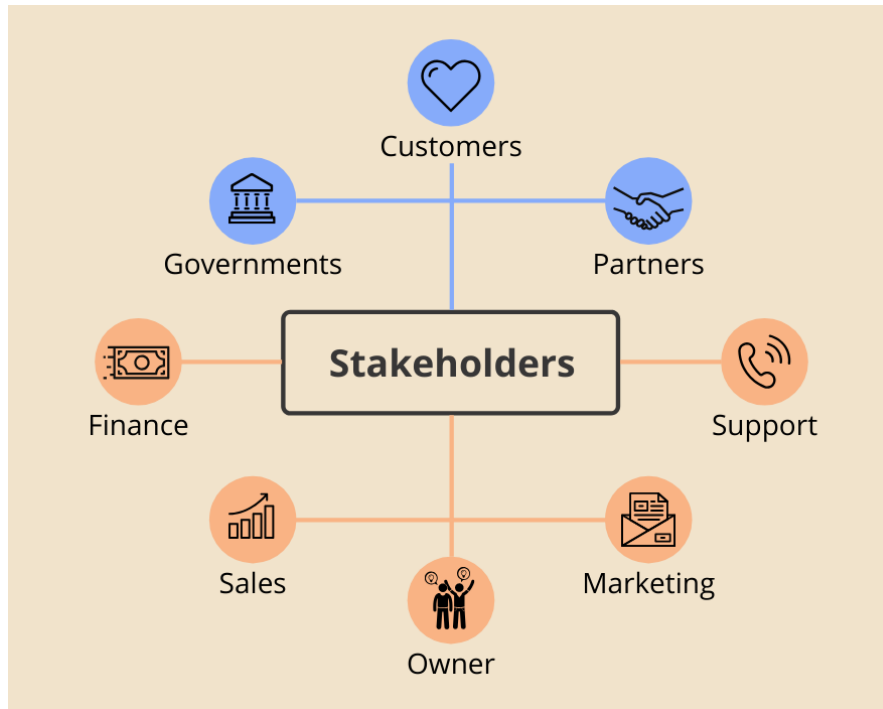 Customers
Governments
Partners
Stakeholders
Finance
Support
Sales
Marketing
Owner